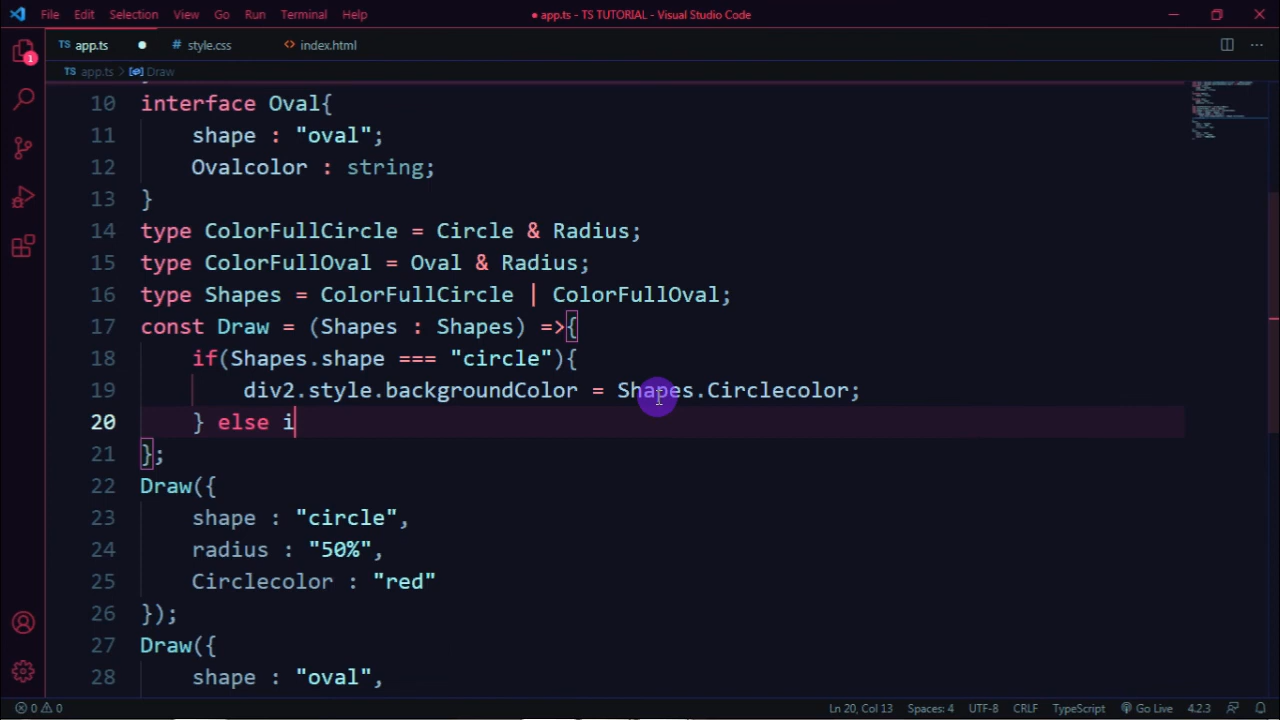 File Edit Selection View Go Run Terminal Help ● app.ts - TS TUTORIAL - Visual Studio Code
TS app.ts # style.css <> index.html
TS app.ts > Draw
10 interface Oval{
11 shape : "oval";
12 Ovalcolor : string;
13 }
14 type ColorFullCircle = Circle & Radius;
15 type ColorFullOval = Oval & Radius;
16 type Shapes = ColorFullCircle | ColorFullOval;
17 const Draw = (Shapes : Shapes) =>{
18 if(Shapes.shape === "circle"){
19 div2.style.backgroundColor = Shapes.Circlecolor;
20 } else i
21 };
22 Draw({
23 shape : "circle",
24 radius : "50%",
25 Circlecolor : "red"
26 });
27 Draw({
28 shape : "oval",
1
0 0 Ln 20, Col 13 Spaces: 4 UTF-8 CRLF TypeScript Go Live 4.2.3